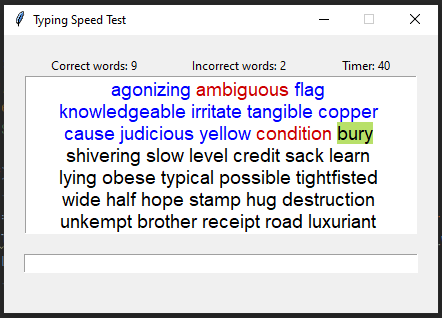 Typing Speed Test
Correct words: 9 Incorrect words: 2 Timer: 40
agonizing ambiguous flag
knowledgeable irritate tangible copper
cause judicious yellow condition bury
shivering slow level credit sack learn
lying obese typical possible tightfisted
wide half hope stamp hug destruction
unkempt brother receipt road luxuriant